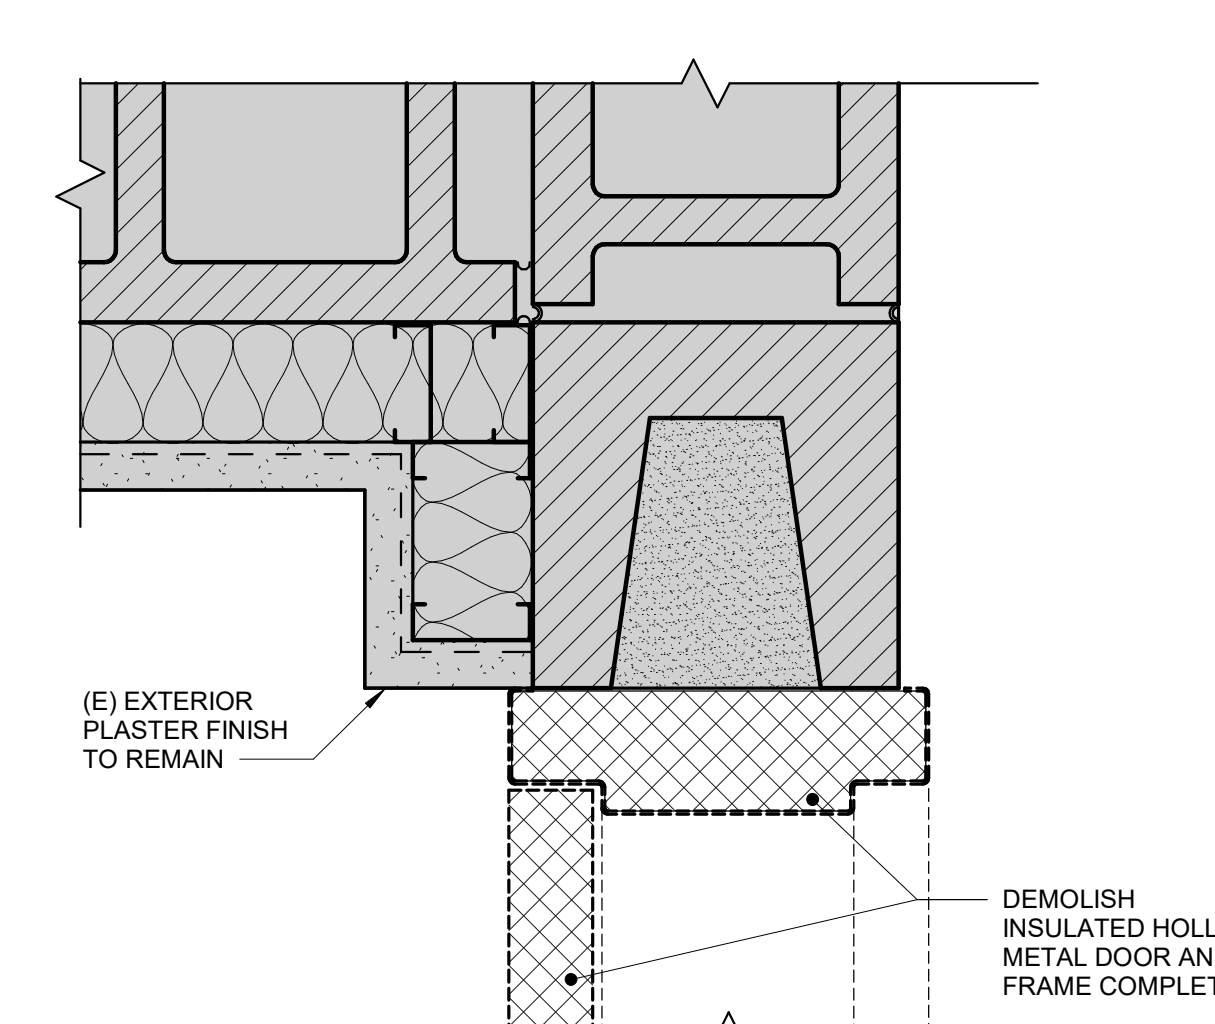 (E) EXTERIOR
PLASTER FINISH
TO REMAIN
DEMOLISH
INSULATED HOLL
METAL DOOR AN
FRAME COMPLET